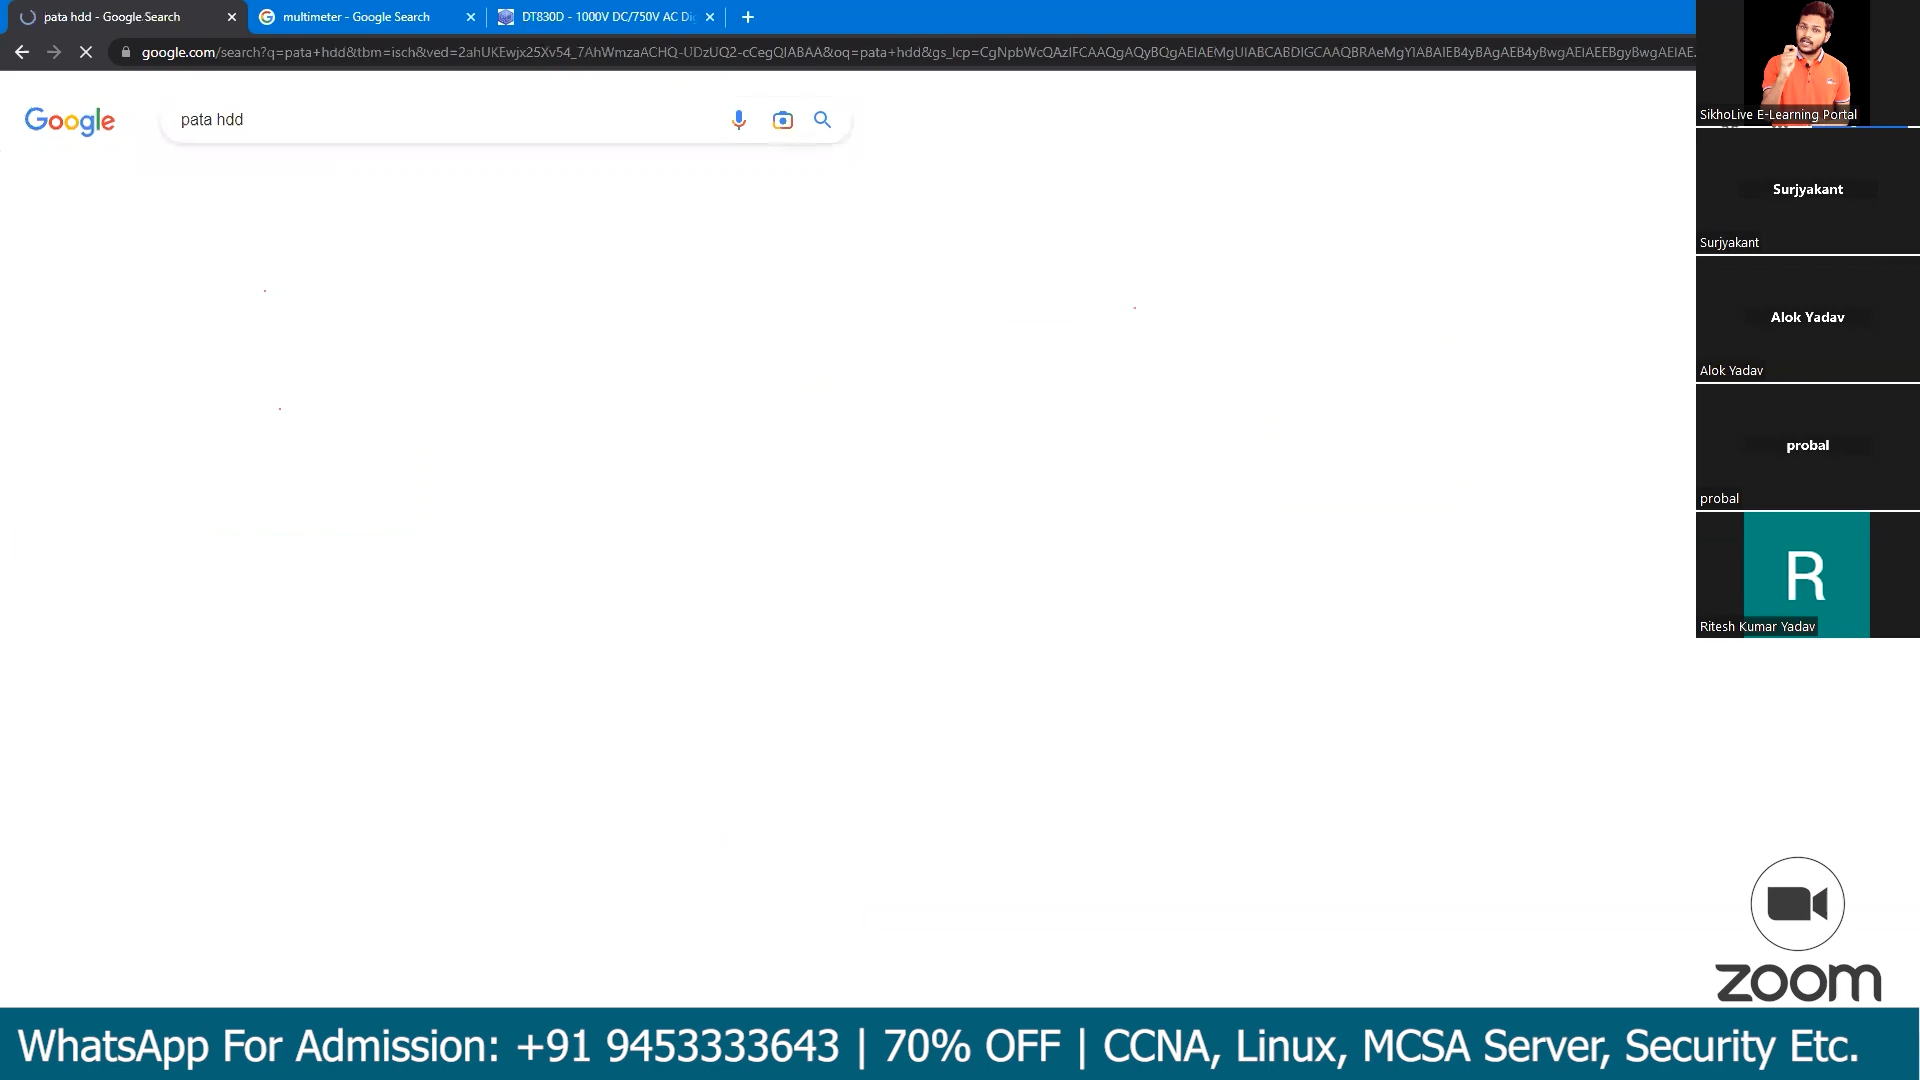 pata hdd - Google Search
multimeter - Google Search
DT830D - 1000V DC/750V AC Di
google.com/search?q=pata+hdd&tbm=isch&ved=2ahUKEwjx25Xv54_7AhWmzaACHQ-UDzUQ2-cCegQIABAA&oq=pata+hdd&gs_lcp=CgNpbWcQAzIFCAAQgAQyBQgAEIAEMgUIABCABDIGCAAQBRAeMgYIABAIEB4yBAgAEB4yBwgAEIAEEBgyBwgAEIAE...
Google
pata hdd
SikhoLive E-Learning Portal
Surjyakant
Surjyakant
Alok Yadav
Alok Yadav
probal
probal
R
Ritesh Kumar Yadav
zoom
WhatsApp For Admission: +91 9453333643 | 70% OFF | CCNA, Linux, MCSA Server, Security Etc.